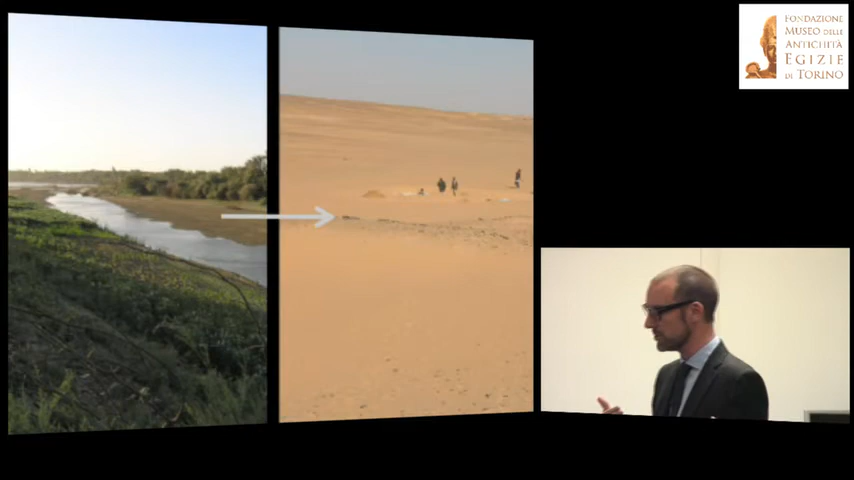 FONDAZIONE
MUSEO DELLE
ANTICHITÀ
EGIZIE
DI TORINO